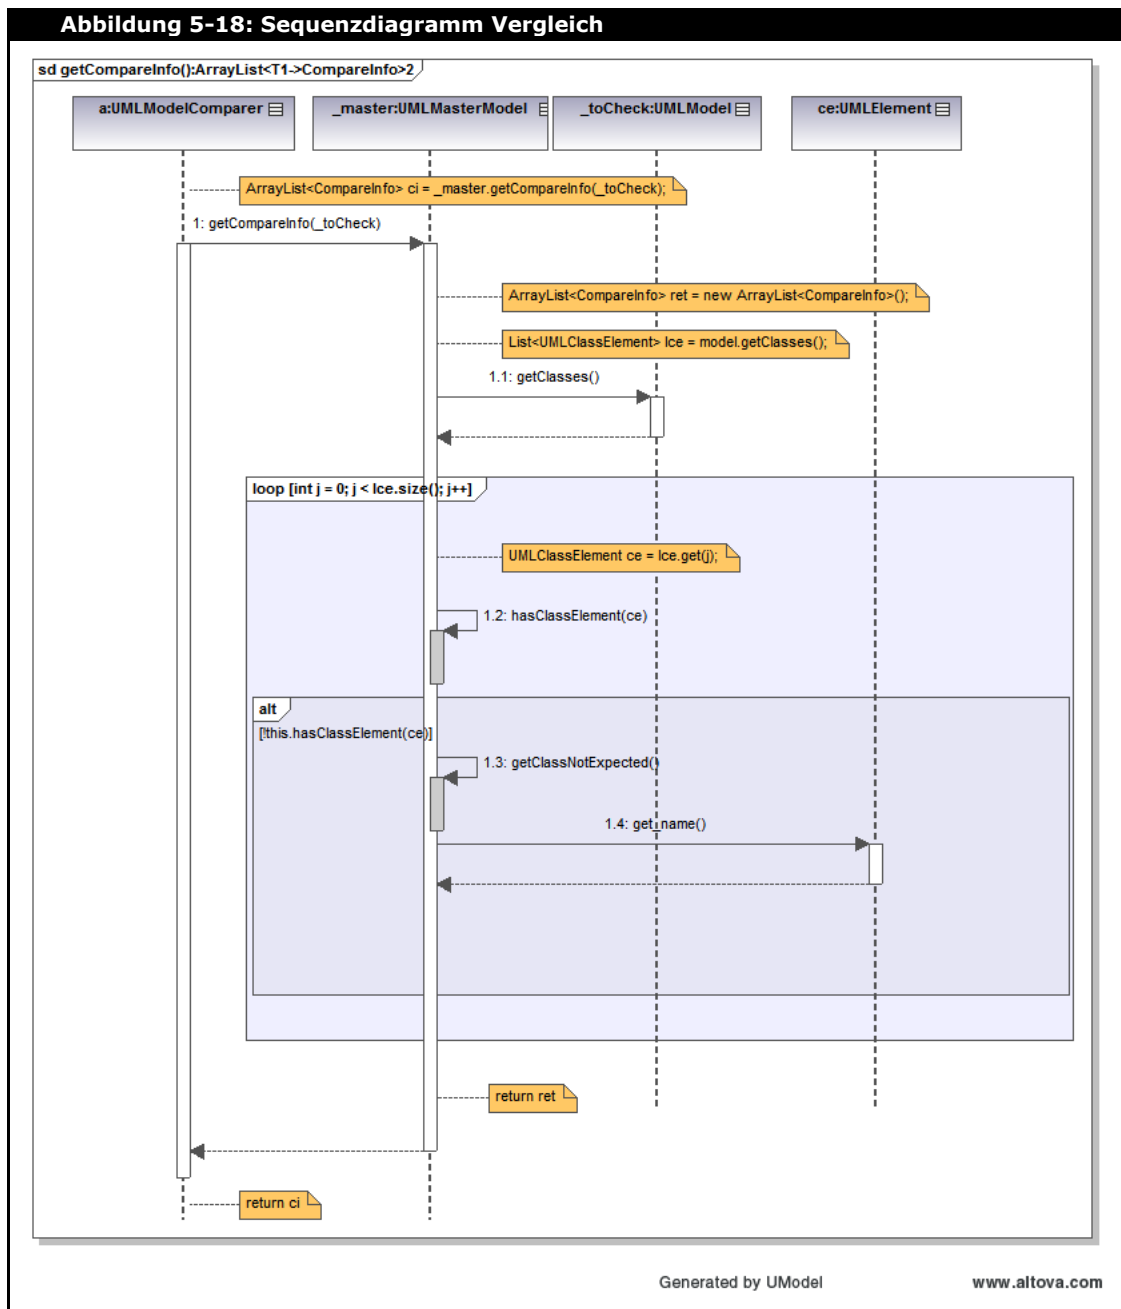 Abbildung 5-18: Sequenzdiagramm Vergleich
sd getCompareInfo():ArrayList<T1->CompareInfo>2
a:UMLModelComparer
_master:UMLMasterModel
_toCheck:UMLModel
ce:UMLElement
ArrayList<CompareInfo> ci = _master.getCompareInfo(_toCheck);
1: getCompareInfo(_toCheck)
ArrayList<CompareInfo> ret = new ArrayList<CompareInfo>();
List<UMLClassElement> lce = model.getClasses();
1.1: getClasses()
loop [int j = 0; j < lce.size(); j++]
UMLClassElement ce = lce.get(j);
1.2: hasClassElement(ce)
alt
[!this.hasClassElement(ce)]
1.3: getClassNotExpected()
1.4: get_name()
return ret
return ci
Generated by UModel
www.altova.com